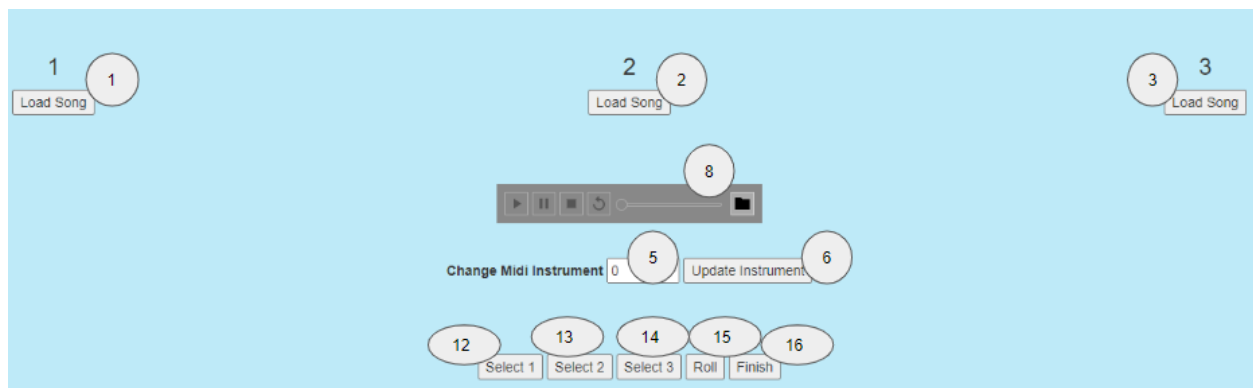 1 1 2 2 3 3
Load Song Load Song Load Song
8
Change Midi Instrument 0 5 Update Instrument 6
12 13 14 15 16
Select 1 Select 2 Select 3 Roll Finish